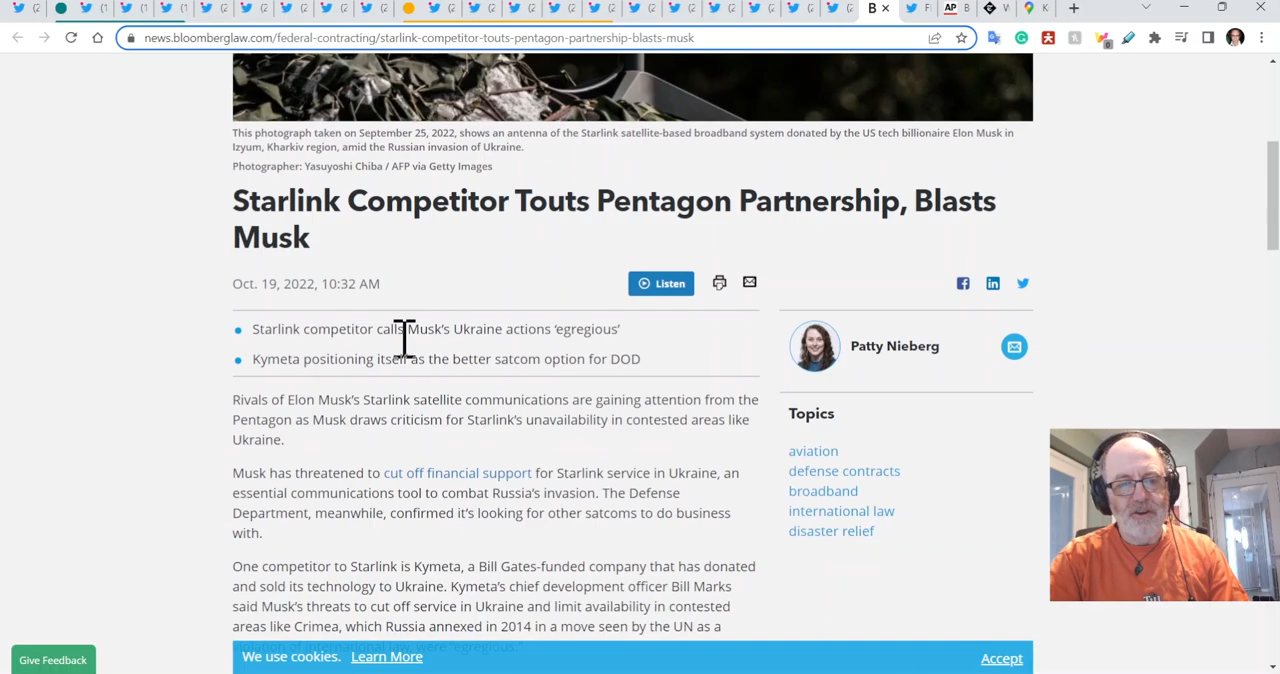 news.bloomberglaw.com/federal-contracting/starlink-competitor-touts-pentagon-partnership-blasts-musk
This photograph taken on September 25, 2022, shows an antenna of the Starlink satellite-based broadband system donated by the US tech billionaire Elon Musk in
Izyum, Kharkiv region, amid the Russian invasion of Ukraine.
Photographer: Yasuyoshi Chiba / AFP via Getty Images
Starlink Competitor Touts Pentagon Partnership, Blasts
Musk
Oct. 19, 2022, 10:32 AM
Listen
Starlink competitor calls Musk's Ukraine actions 'egregious'
Kymeta positioning itself as the better satcom option for DOD
Patty Nieberg
Rivals of Elon Musk's Starlink satellite communications are gaining attention from the
Pentagon as Musk draws criticism for Starlink's unavailability in contested areas like
Ukraine.
Musk has threatened to cut off financial support for Starlink service in Ukraine, an
essential communications tool to combat Russia's invasion. The Defense
Department, meanwhile, confirmed it's looking for other satcoms to do business
with.
One competitor to Starlink is Kymeta, a Bill Gates-funded company that has donated
and sold its technology to Ukraine. Kymeta's chief development officer Bill Marks
said Musk's threats to cut off service in Ukraine and limit availability in contested
areas like Crimea, which Russia annexed in 2014 in a move seen by the UN as a
Topics
aviation
defense contracts
broadband
international law
disaster relief
We use cookies. Learn More
Accept
Give Feedback